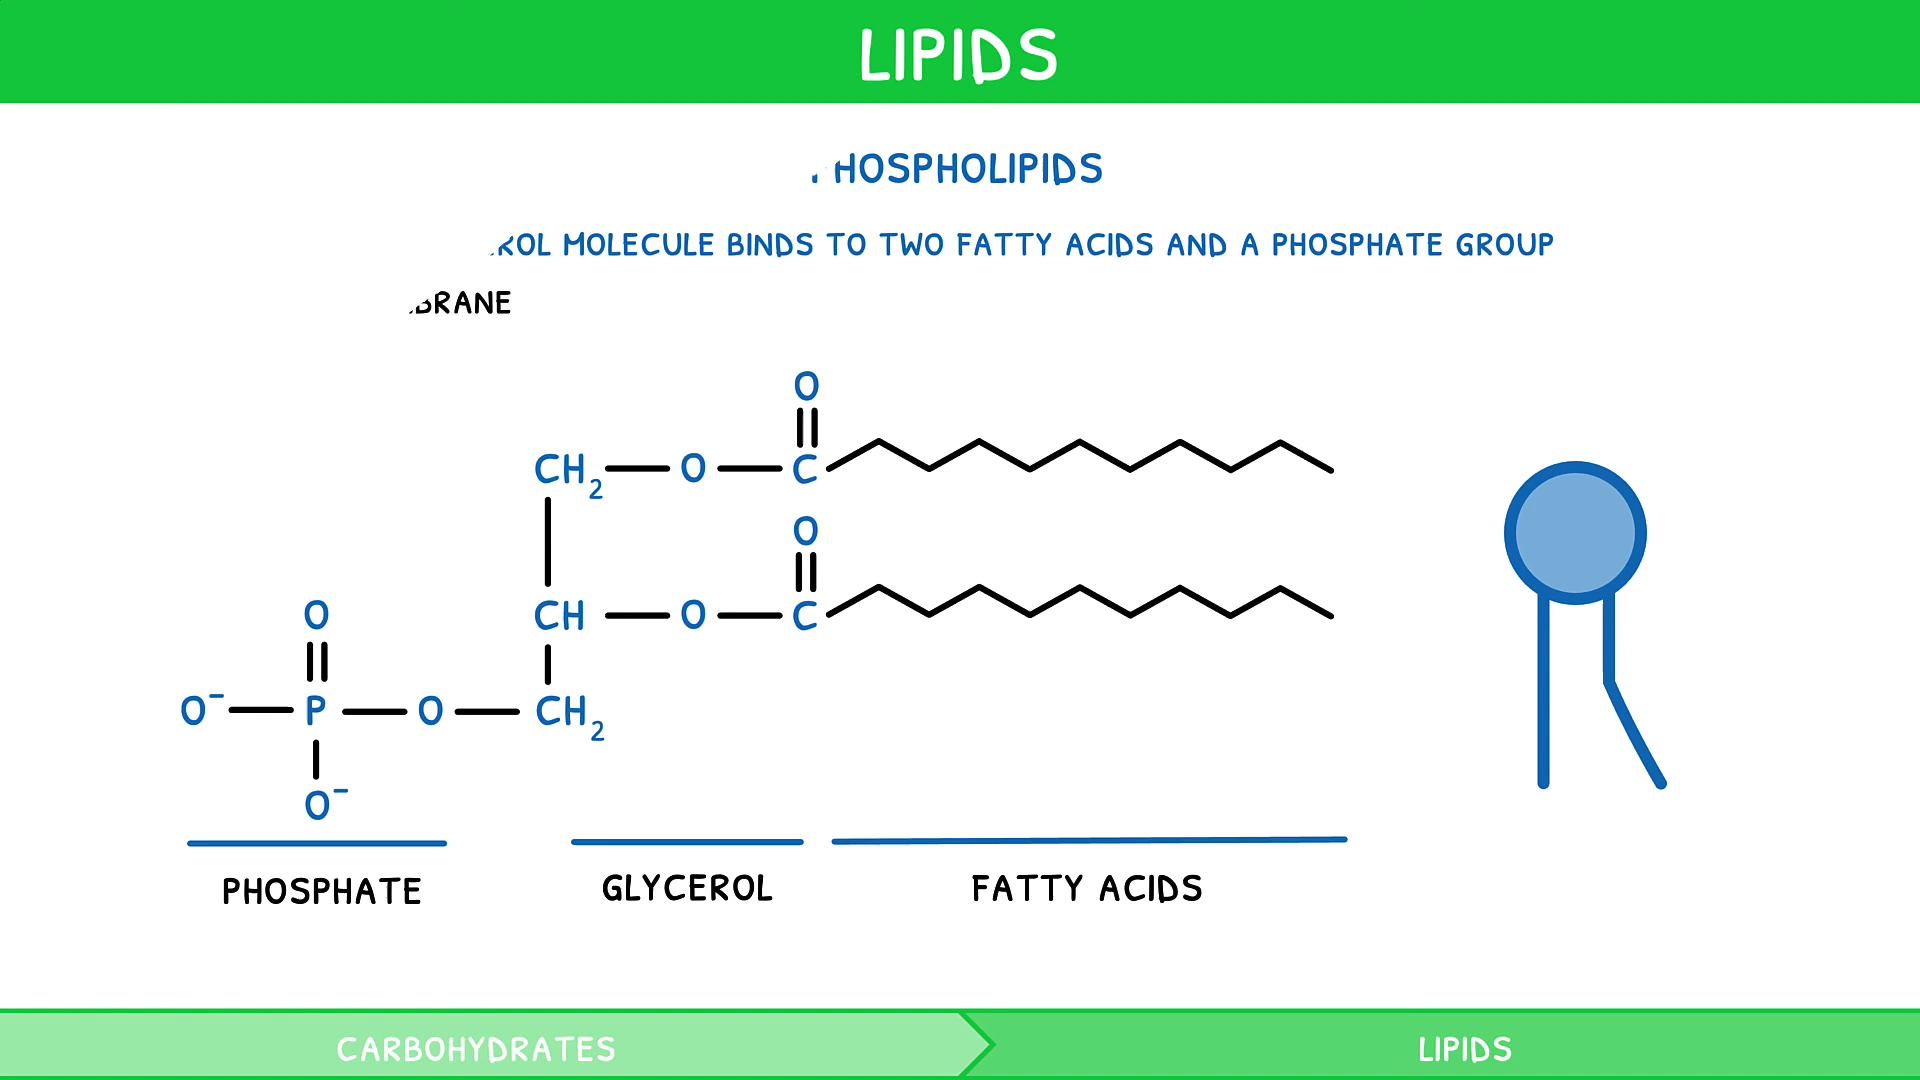 LIPIDS
HOSPHOLIPIDS
ROL MOLECULE BINDS TO TWO FATTY ACIDS AND A PHOSPHATE GROUP
BRANE
O
CH2 O C
O
CH O C
O
O⁻ P O CH2
O⁻
PHOSPHATE GLYCEROL FATTY ACIDS
CARBOHYDRATES LIPIDS